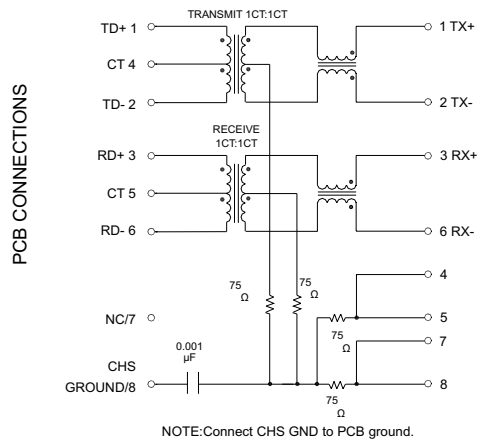 TRANSMIT 1CT:1CT
TD+ 1
1 TX+
CT 4
TD- 2
2 TX-
PCB CONNECTIONS
RECEIVE
1CT:1CT
RD+ 3
3 RX+
CT 5
RD- 6
6 RX-
75
Ω
75
Ω
4
NC/7
5
75
Ω
7
0.001
µF
CHS
GROUND/8
8
75
Ω
NOTE:Connect CHS GND to PCB ground.